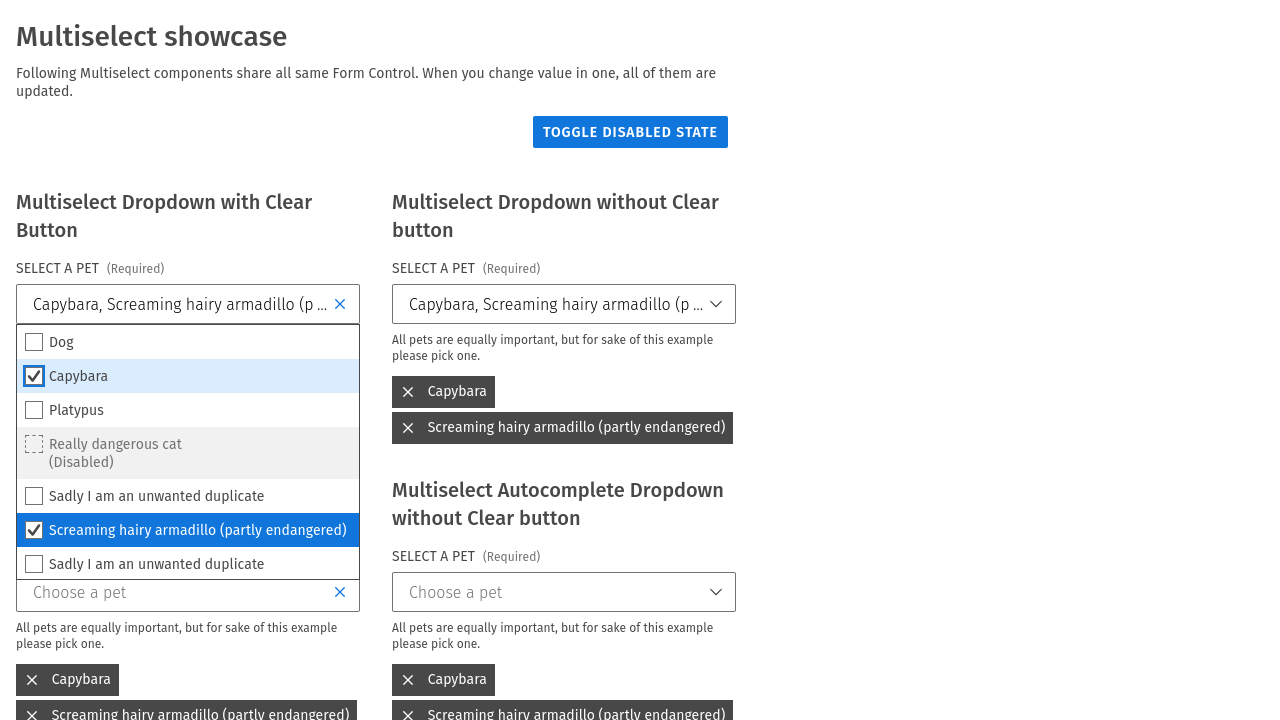 Multiselect showcase
Following Multiselect components share all same Form Control. When you change value in one, all of them are
updated.
TOGGLE DISABLED STATE
Multiselect Dropdown with Clear
Button
SELECT A PET (Required)
Capybara, Screaming hairy armadillo (p ...
Dog
Capybara
Platypus
Really dangerous cat
(Disabled)
Sadly I am an unwanted duplicate
Screaming hairy armadillo (partly endangered)
Sadly I am an unwanted duplicate
Choose a pet
All pets are equally important, but for sake of this example
please pick one.
Capybara
Screaming hairy armadillo (partly endangered)
Multiselect Dropdown without Clear
button
SELECT A PET (Required)
Capybara, Screaming hairy armadillo (p ...
All pets are equally important, but for sake of this example
please pick one.
Capybara
Screaming hairy armadillo (partly endangered)
Multiselect Autocomplete Dropdown
without Clear button
SELECT A PET (Required)
Choose a pet
All pets are equally important, but for sake of this example
please pick one.
Capybara
Screaming hairy armadillo (partly endangered)